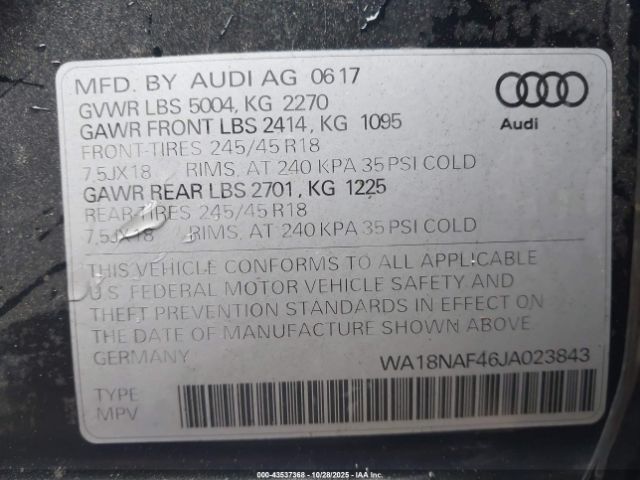 MFD. BY AUDI AG 06 17
GVWR LBS 5004, KG 2270
GAWR FRONT LBS 2414, KG 1095
FRONT-TIRES 245/45 R18
7,5JX18 RIMS, AT 240 KPA 35 PSI COLD
GAWR REAR LBS 2701, KG 1225
REAR-TIRES 245/45 R18
7,5JX18 RIMS, AT 240 KPA 35 PSI COLD
Audi
THIS VEHICLE CONFORMS TO ALL APPLICABLE
U.S. FEDERAL MOTOR VEHICLE SAFETY AND
THEFT PREVENTION STANDARDS IN EFFECT ON
THE DATE OF MANUFACTURE SHOWN ABOVE
GERMANY
WA18NAF46JA023843
TYPE
MPV
000-43537368 - 10/28/2025 - IAAI.com